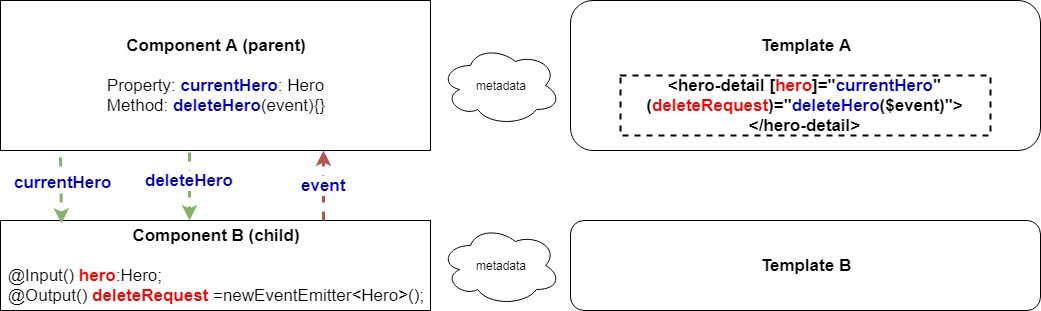 Component A (parent)
Property: currentHero: Hero
Method: deleteHero(event){}
metadata
Template A
<hero-detail [hero]="currentHero"
(deleteRequest)="deleteHero($event)">
</hero-detail>
currentHero
deleteHero
event
Component B (child)
@Input() hero:Hero;
@Output() deleteRequest =newEventEmitter<Hero>();
metadata
Template B